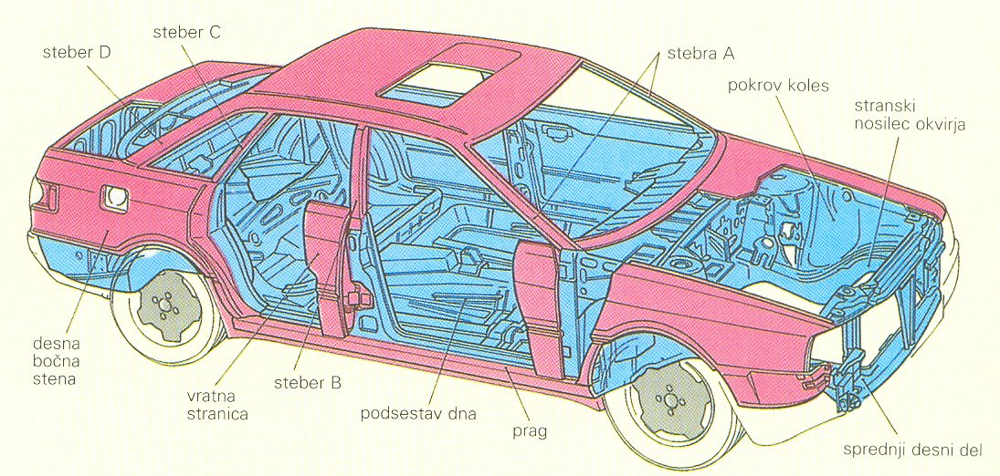 steber C
steber D
stebra A
pokrov koles
stranski
nosilec okvirja
desna
bočna
stena
vratna
stranica
steber B
podsestav dna
prag
sprednji desni del